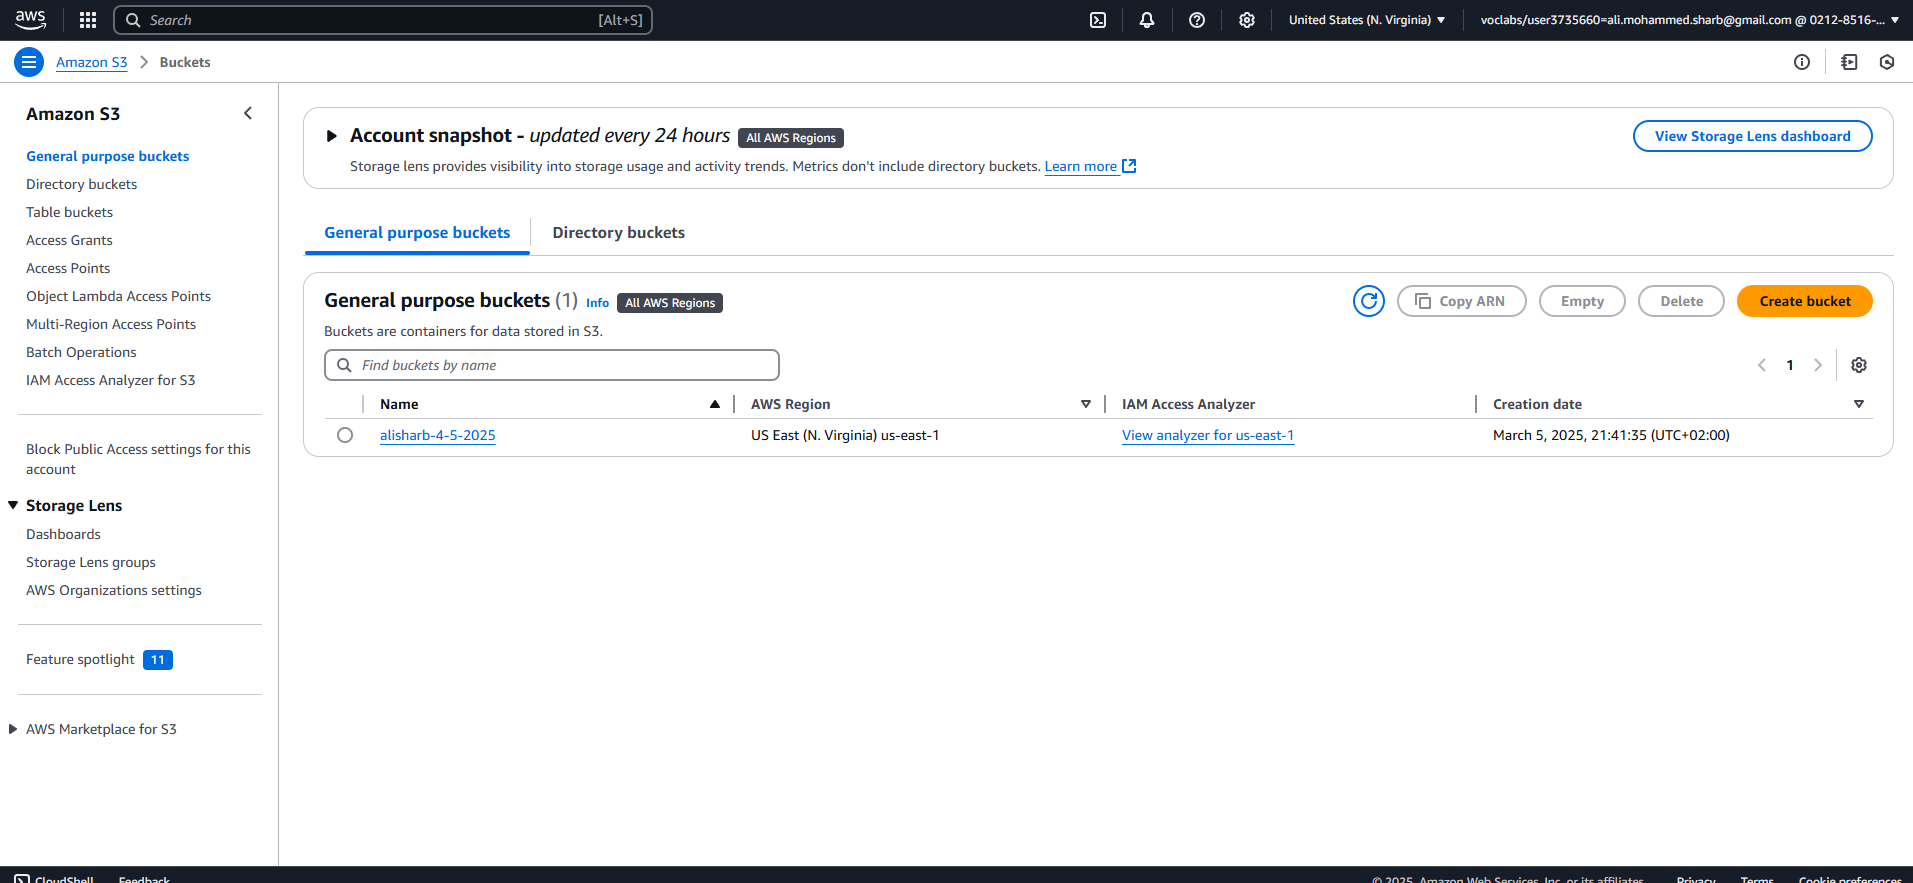 aws
Search [Alt+S]
United States (N. Virginia)
voclabs/user3735660=ali.mohammed.sharb@gmail.com @ 0212-8516-...
Amazon S3
Buckets
Amazon S3
General purpose buckets
Directory buckets
Table buckets
Access Grants
Access Points
Object Lambda Access Points
Multi-Region Access Points
Batch Operations
IAM Access Analyzer for S3
Block Public Access settings for this
account
Storage Lens
Dashboards
Storage Lens groups
AWS Organizations settings
Feature spotlight 11
AWS Marketplace for S3
Account snapshot - updated every 24 hours All AWS Regions
View Storage Lens dashboard
Storage lens provides visibility into storage usage and activity trends. Metrics don't include directory buckets. Learn more
General purpose buckets
Directory buckets
General purpose buckets (1) Info All AWS Regions
Copy ARN
Empty
Delete
Create bucket
Buckets are containers for data stored in S3.
Find buckets by name
1
Name AWS Region IAM Access Analyzer Creation date
alisharb-4-5-2025 US East (N. Virginia) us-east-1 View analyzer for us-east-1 March 5, 2025, 21:41:35 (UTC+02:00)
CloudShell Feedback © 2025, Amazon Web Services, Inc. or its affiliates. Privacy Terms Cookie preferences